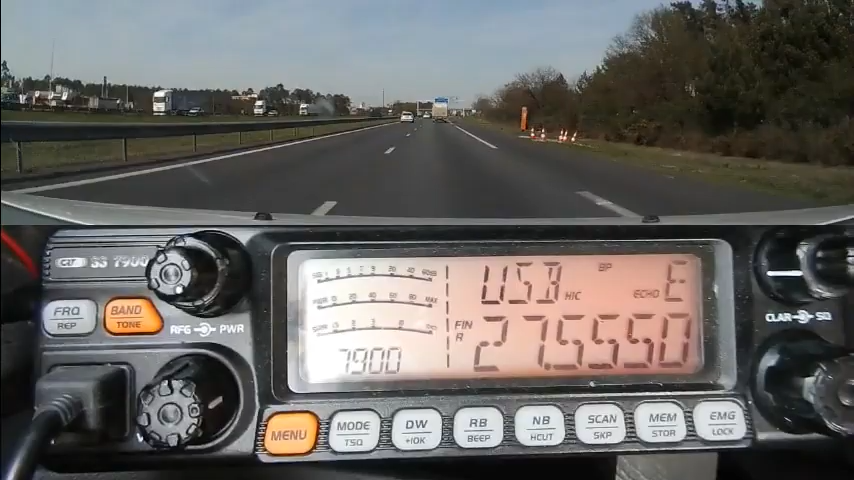 CRT SS 7900
FRQ
REP
BAND
TONE
RFG PWR
USB HIC BP ECHO E
FIN
R
27.5550
7900
CLAR SQ
MENU
MODE
TSQ
DW
HOK
RB
BEEP
NB
HCUT
SCAN
SKP
MEM
STOR
EMG
LOCK